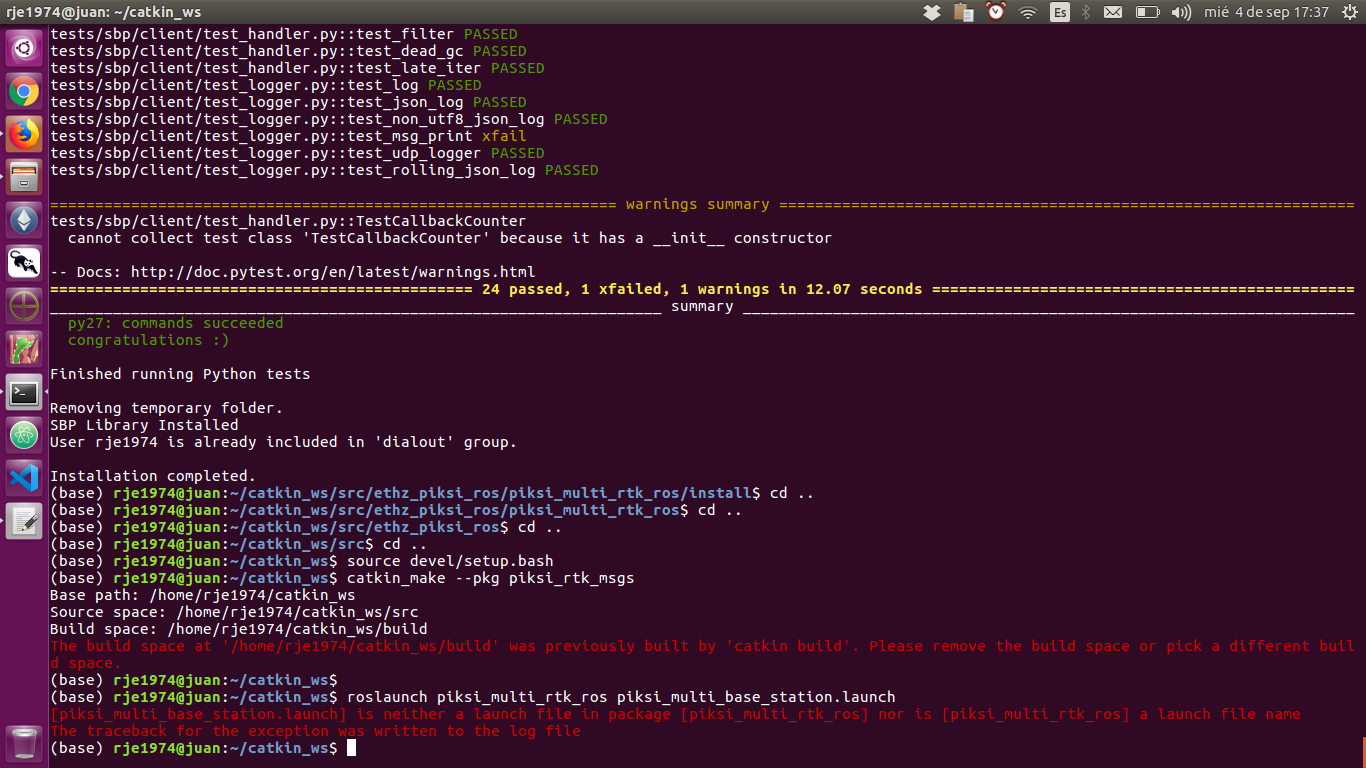 rje1974@juan: ~/catkin_ws
Es
mié 4 de sep 17:37
tests/sbp/client/test_handler.py::test_filter PASSED
tests/sbp/client/test_handler.py::test_dead_gc PASSED
tests/sbp/client/test_handler.py::test_late_iter PASSED
tests/sbp/client/test_logger.py::test_log PASSED
tests/sbp/client/test_logger.py::test_json_log PASSED
tests/sbp/client/test_logger.py::test_non_utf8_json_log PASSED
tests/sbp/client/test_logger.py::test_msg_print xfail
tests/sbp/client/test_logger.py::test_udp_logger PASSED
tests/sbp/client/test_logger.py::test_rolling_json_log PASSED
=============================================================== warnings summary ================================================================
tests/sbp/client/test_handler.py::TestCallbackCounter
  cannot collect test class 'TestCallbackCounter' because it has a __init__ constructor
-- Docs: http://doc.pytest.org/en/latest/warnings.html
=============================================== 24 passed, 1 xfailed, 1 warnings in 12.07 seconds ===============================================
____________________________________________________________________ summary ____________________________________________________________________
  py27: commands succeeded
  congratulations :)
Finished running Python tests
Removing temporary folder.
SBP Library Installed
User rje1974 is already included in 'dialout' group.
Installation completed.
(base) rje1974@juan:~/catkin_ws/src/ethz_piksi_ros/piksi_multi_rtk_ros/install$ cd ..
(base) rje1974@juan:~/catkin_ws/src/ethz_piksi_ros/piksi_multi_rtk_ros$ cd ..
(base) rje1974@juan:~/catkin_ws/src/ethz_piksi_ros$ cd ..
(base) rje1974@juan:~/catkin_ws/src$ cd ..
(base) rje1974@juan:~/catkin_ws$ source devel/setup.bash
(base) rje1974@juan:~/catkin_ws$ catkin_make --pkg piksi_rtk_msgs
Base path: /home/rje1974/catkin_ws
Source space: /home/rje1974/catkin_ws/src
Build space: /home/rje1974/catkin_ws/build
The build space at '/home/rje1974/catkin_ws/build' was previously built by 'catkin build'. Please remove the build space or pick a different buil
d space.
(base) rje1974@juan:~/catkin_ws$
(base) rje1974@juan:~/catkin_ws$ roslaunch piksi_multi_rtk_ros piksi_multi_base_station.launch
[piksi_multi_base_station.launch] is neither a launch file in package [piksi_multi_rtk_ros] nor is [piksi_multi_rtk_ros] a launch file name
The traceback for the exception was written to the log file
(base) rje1974@juan:~/catkin_ws$